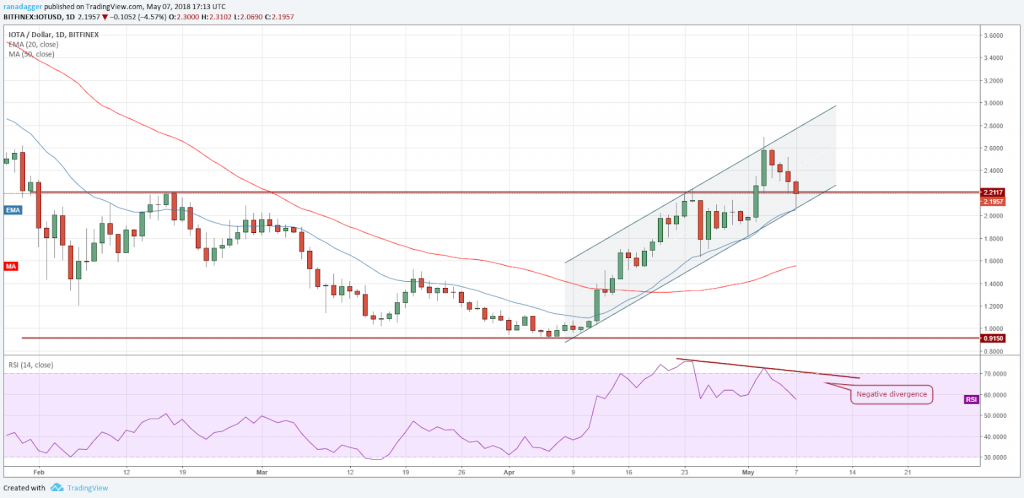 ranadagger published on TradingView.com, May 07, 2018 17:13 UTC
BITFINEX:IOTUSD, 1D 2.1957 ▼ −0.1052 (−4.57%) O:2.3000 H:2.3102 L:2.0690 C:2.1957
IOTA / Dollar, 1D, BITFINEX
EMA (20, close)
MA (50, close)
3.6000
3.4000
3.2000
3.0000
2.8000
2.6000
2.4000
2.2117
2.1957
EMA
2.0000
1.8000
MA
1.6000
1.4000
1.2000
1.0000
0.9150
0.8000
RSI (14, close)
70.0000
Negative divergence
RSI
60.0000
50.0000
40.0000
30.0000
Feb 12 19 Mar 12 19 26 Apr 9 16 23 May 7 14 21
Created with TradingView